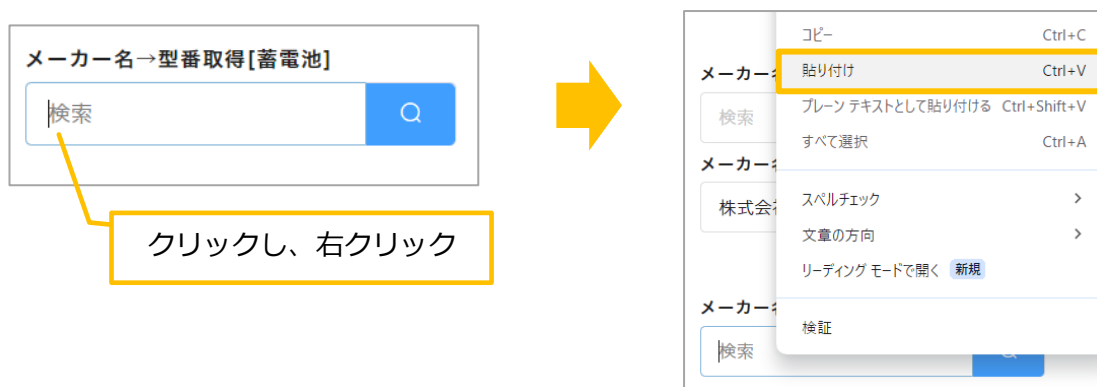 メーカー名→型番取得[蓄電池]
検索
クリックし、右クリック
コピー Ctrl+C
貼り付け Ctrl+V
プレーン テキストとして貼り付ける Ctrl+Shift+V
すべて選択 Ctrl+A
スペルチェック
文章の方向
リーディング モードで開く 新規
検証
メーカー名
検索
メーカー名
株式会社
メーカー名
検索